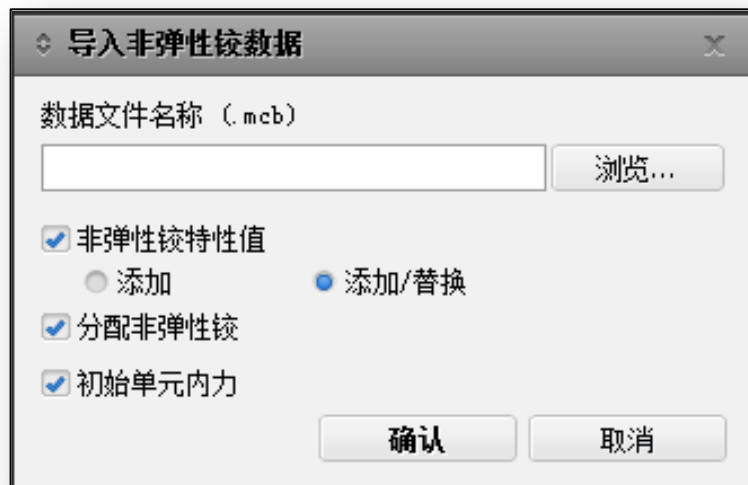 导入非弹性铰数据
数据文件名称 (.mcb)
浏览...
非弹性铰特性值
添加 添加/替换
分配非弹性铰
初始单元内力
确认 取消